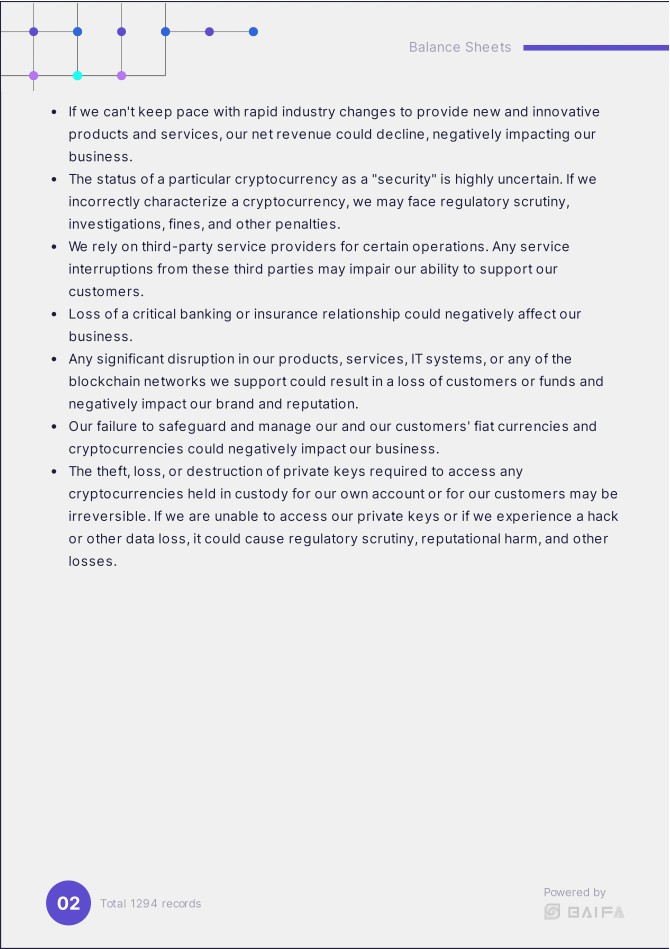 Balance Sheets
• If we can't keep pace with rapid industry changes to provide new and innovative
products and services, our net revenue could decline, negatively impacting our
business.
• The status of a particular cryptocurrency as a "security" is highly uncertain. If we
incorrectly characterize a cryptocurrency, we may face regulatory scrutiny,
investigations, fines, and other penalties.
• We rely on third-party service providers for certain operations. Any service
interruptions from these third parties may impair our ability to support our
customers.
• Loss of a critical banking or insurance relationship could negatively affect our
business.
• Any significant disruption in our products, services, IT systems, or any of the
blockchain networks we support could result in a loss of customers or funds and
negatively impact our brand and reputation.
• Our failure to safeguard and manage our and our customers' fiat currencies and
cryptocurrencies could negatively impact our business.
• The theft, loss, or destruction of private keys required to access any
cryptocurrencies held in custody for our own account or for our customers may be
irreversible. If we are unable to access our private keys or if we experience a hack
or other data loss, it could cause regulatory scrutiny, reputational harm, and other
losses.
02
Total 1294 records
Powered by
BAIFA